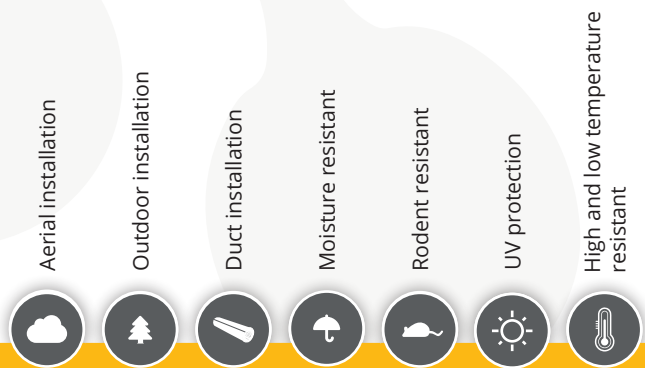 Aerial installation
Outdoor installation
Duct installation
Moisture resistant
Rodent resistant
UV protection
High and low temperature
resistant